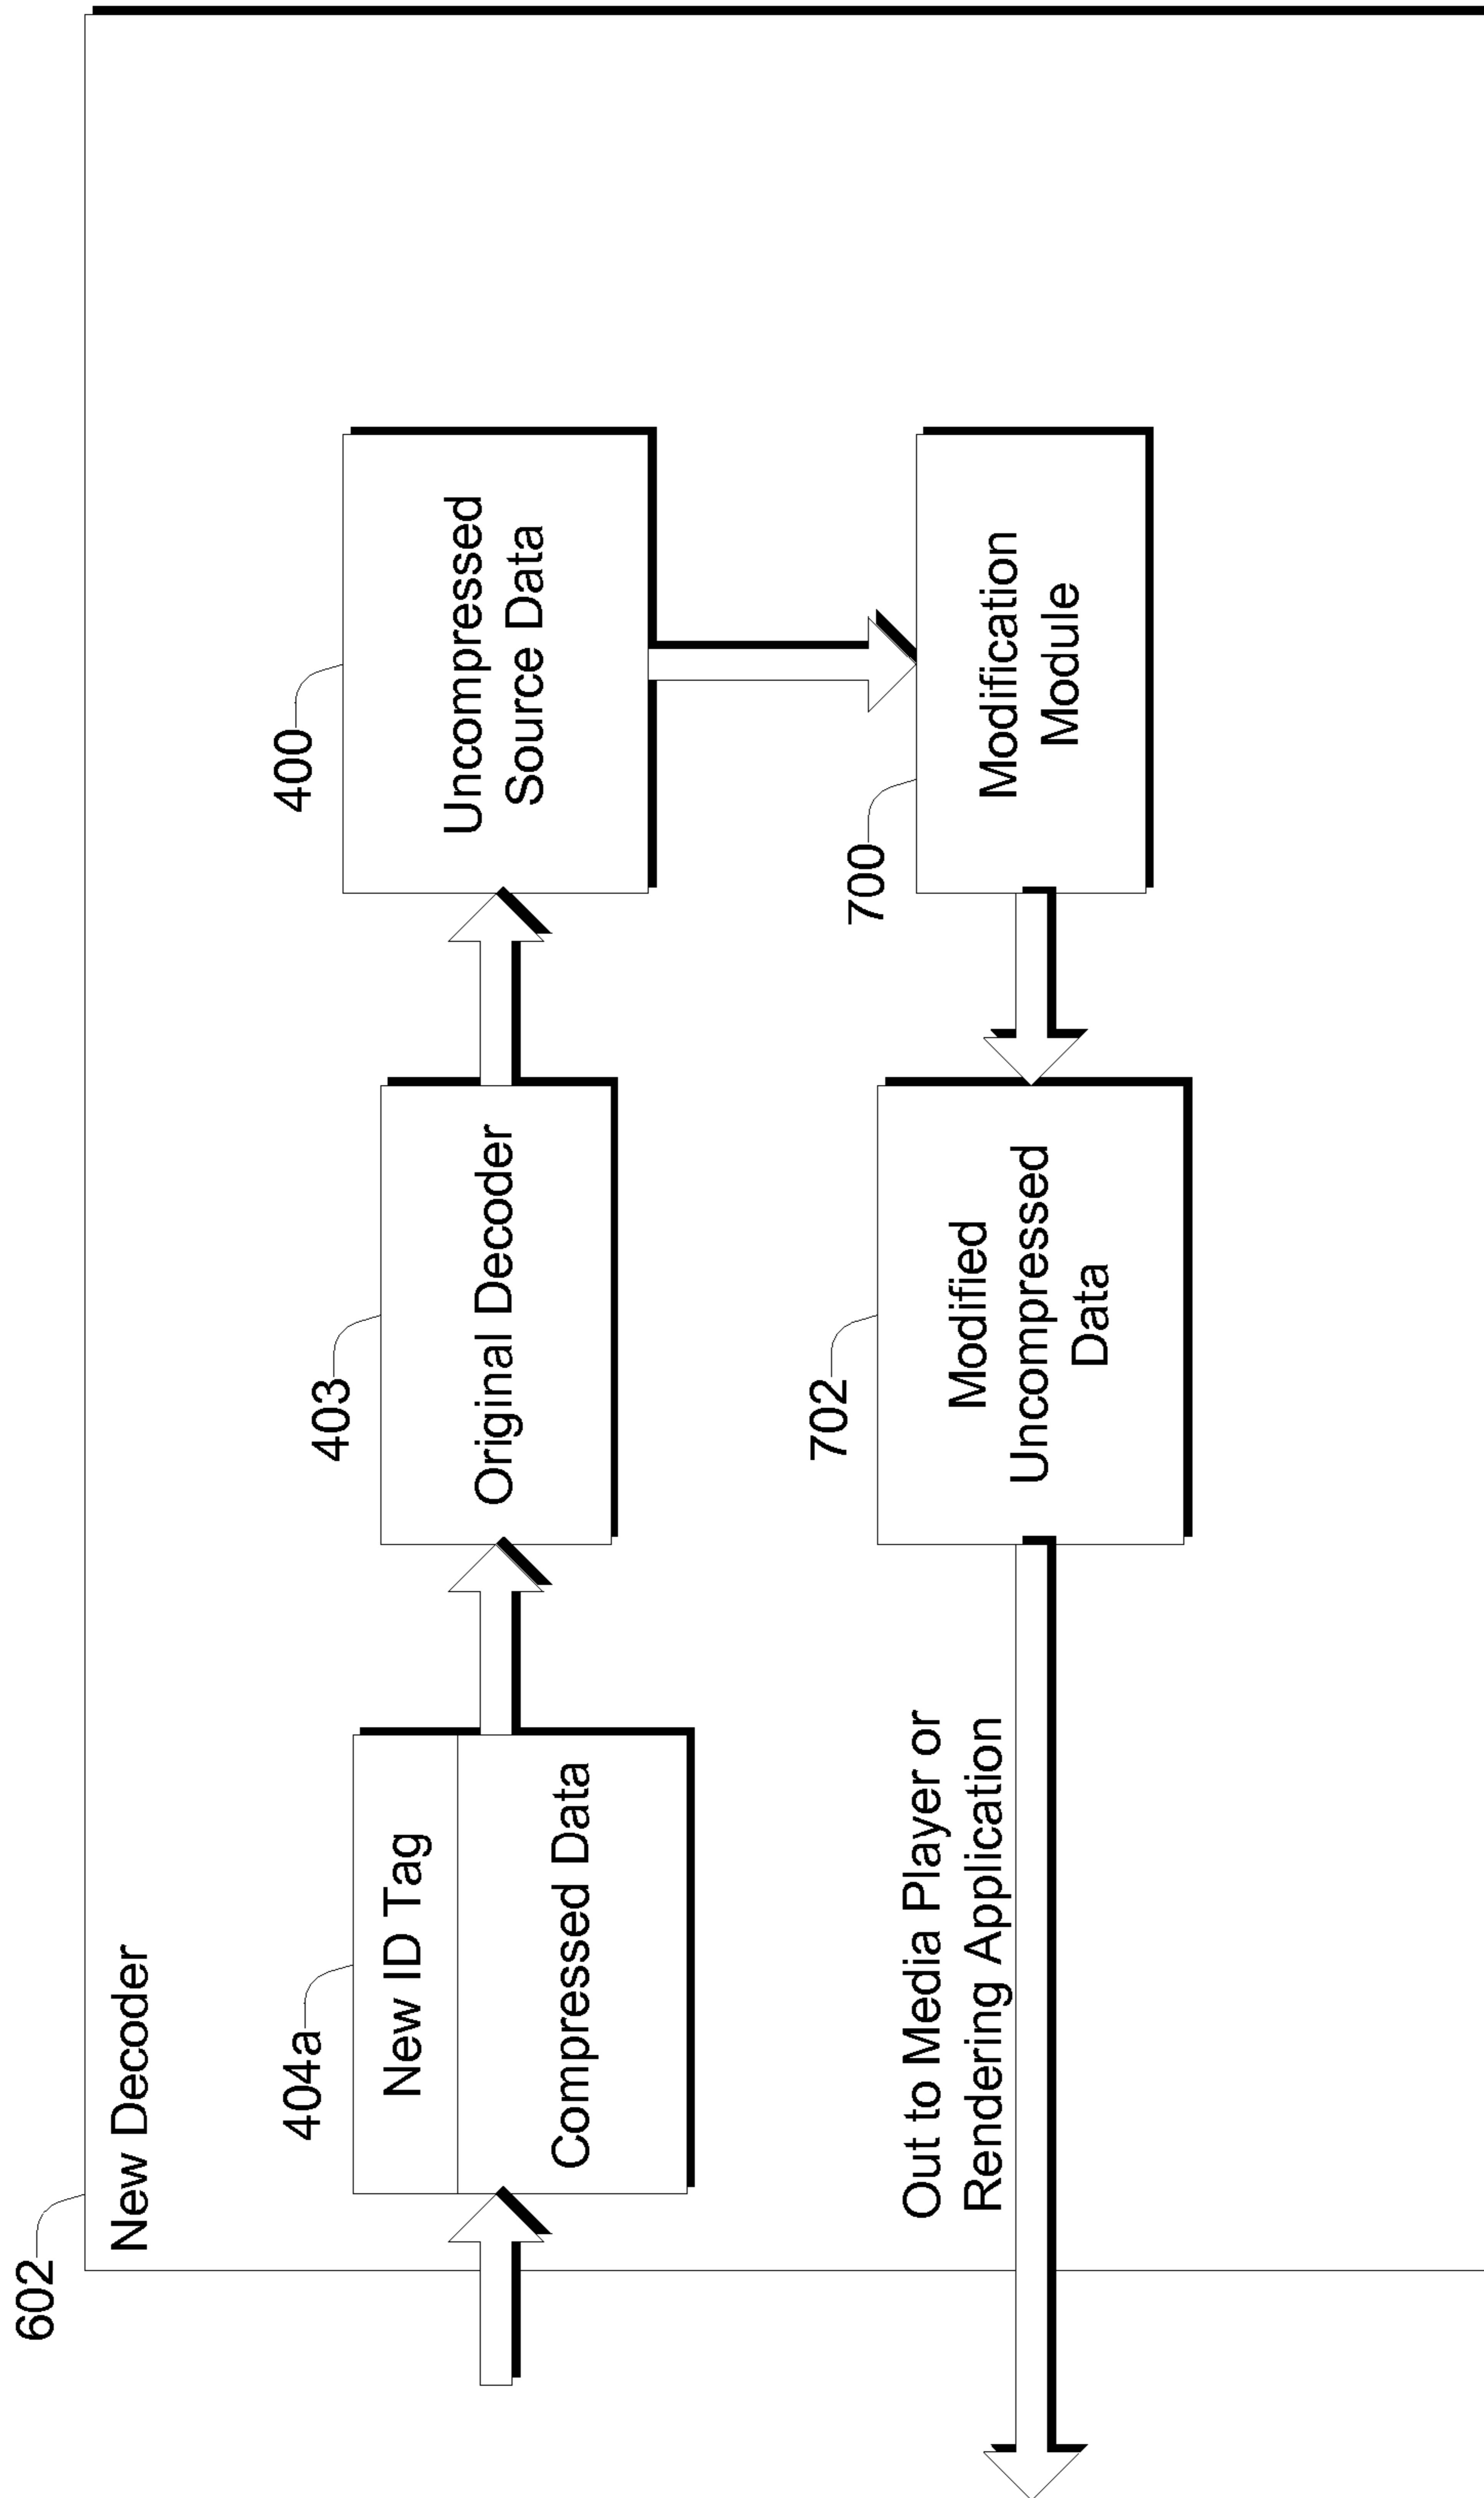 602
New Decoder
404a
New ID Tag
Compressed Data
403
Original Decoder
400
Uncompressed
Source Data
700
Modification
Module
702
Modified
Uncompressed
Data
Out to Media Player or
Rendering Application